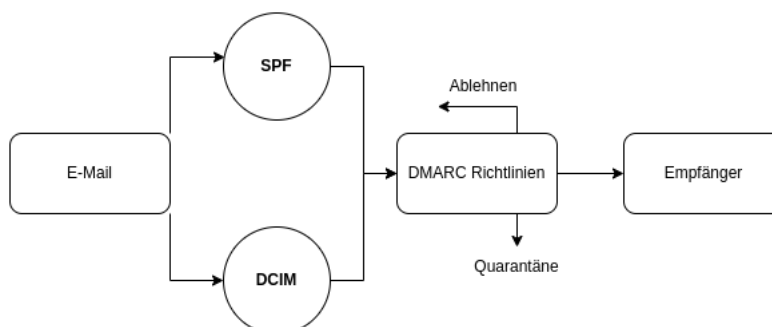 SPF
Ablehnen
E-Mail
DMARC Richtlinien
Empfänger
Quarantäne
DCIM